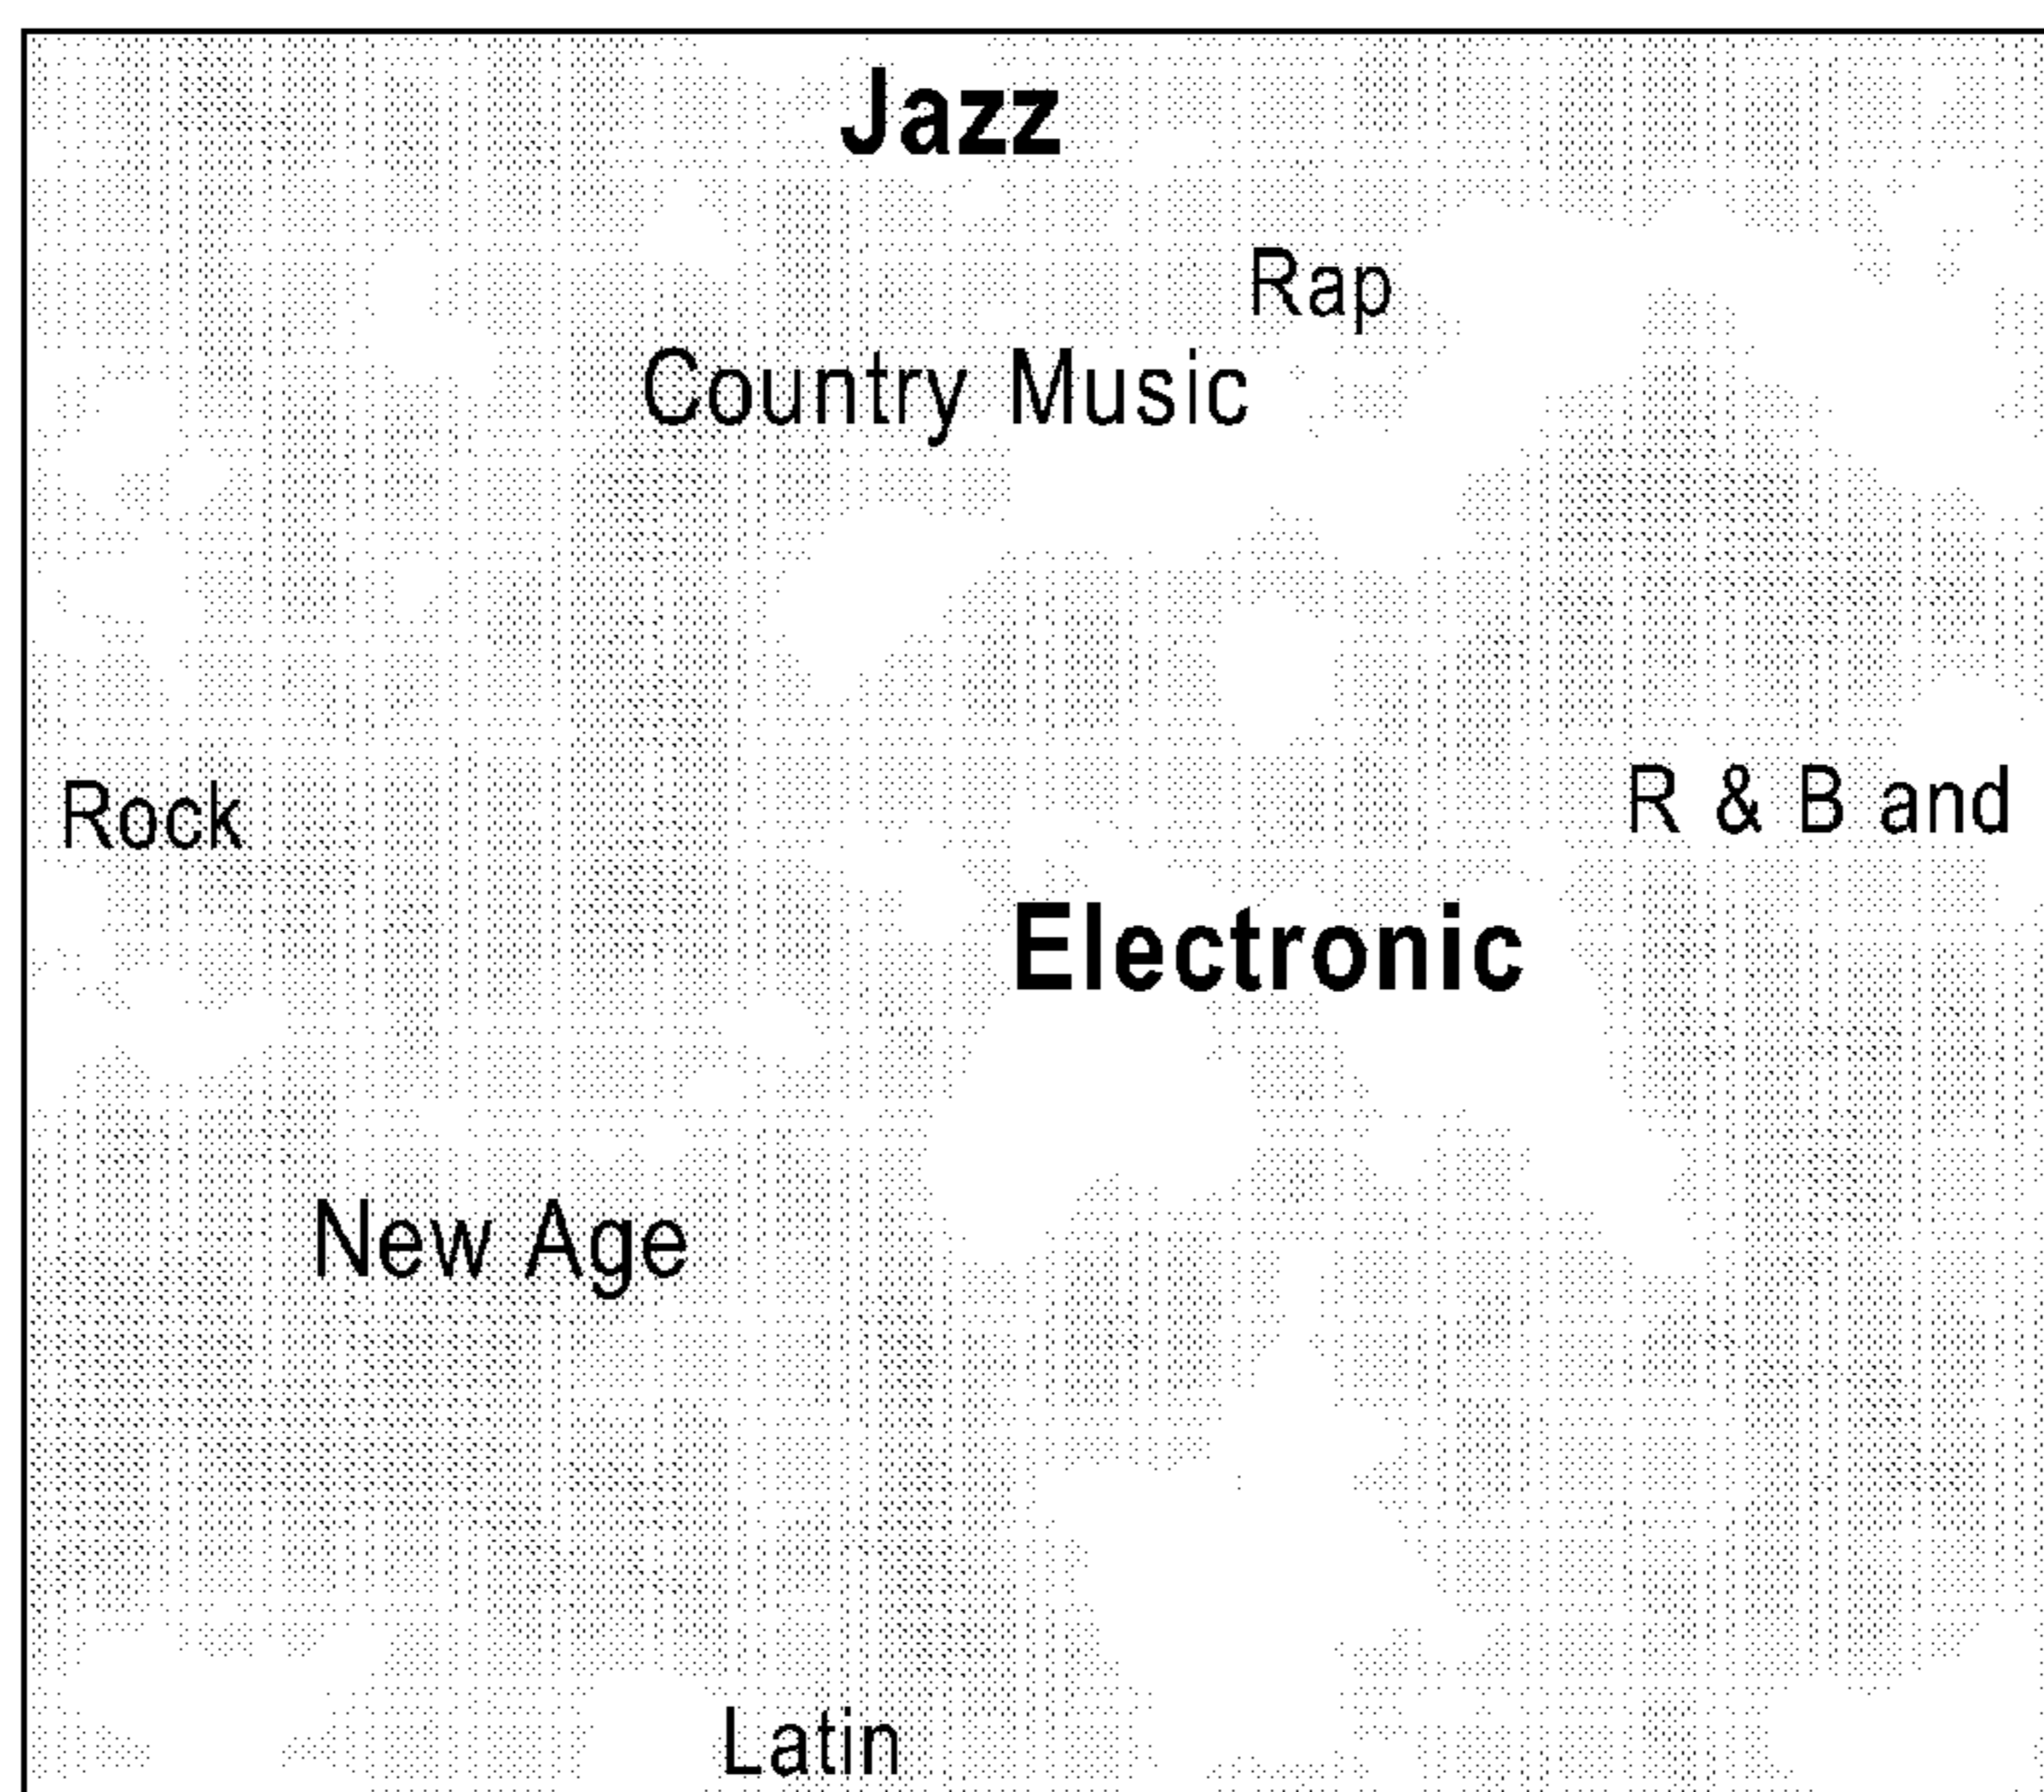 Jazz
Rap
Country Music
Rock
R & B and
Electronic
New Age
Latin